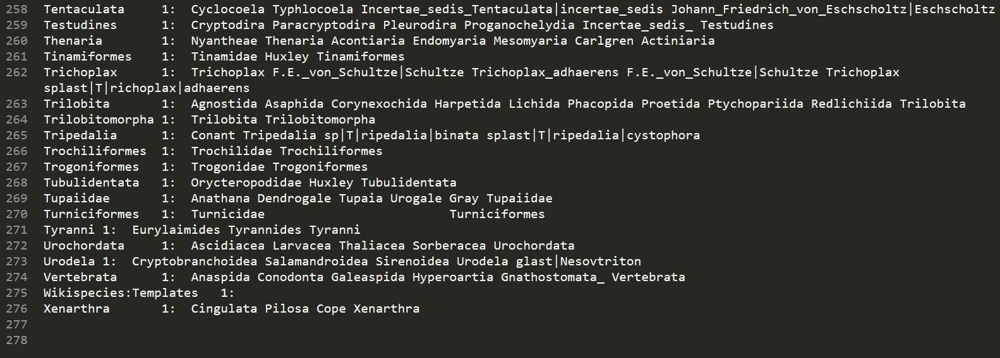 258 Tentaculata 1: Cyclocoela Typhlocoela Incertae_sedis_Tentaculata|incertae_sedis Johann_Friedrich_von_Eschscholtz|Eschscholtz
259 Testudines 1: Cryptodira Paracryptodira Pleurodira Proganochelydia Incertae_sedis_ Testudines
260 Thenaria 1: Nyantheae Thenaria Acontiaria Endomyaria Mesomyaria Carlgren Actiniaria
261 Tinamiformes 1: Tinamidae Huxley Tinamiformes
262 Trichoplax 1: Trichoplax F.E._von_Schultze|Schultze Trichoplax_adhaerens F.E._von_Schultze|Schultze Trichoplax
splast|T|richoplax|adhaerens
263 Trilobita 1: Agnostida Asaphida Corynexochida Harpetida Lichida Phacopida Proetida Ptychopariida Redlichiida Trilobita
264 Trilobitomorpha 1: Trilobita Trilobitomorpha
265 Tripedalia 1: Conant Tripedalia sp|T|ripedalia|binata splast|T|ripedalia|cystophora
266 Trochiliformes 1: Trochilidae Trochiliformes
267 Trogoniformes 1: Trogonidae Trogoniformes
268 Tubulidentata 1: Orycteropodidae Huxley Tubulidentata
269 Tupaiidae 1: Anathana Dendrogale Tupaia Urogale Gray Tupaiidae
270 Turniciformes 1: Turnicidae Turniciformes
271 Tyranni 1: Eurylaimides Tyrannides Tyranni
272 Urochordata 1: Ascidiacea Larvacea Thaliacea Sorberacea Urochordata
273 Urodela 1: Cryptobranchoidea Salamandroidea Sirenoidea Urodela glast|Nesovtriton
274 Vertebrata 1: Anaspida Conodonta Galeaspida Hyperoartia Gnathostomata_ Vertebrata
275 Wikispecies:Templates 1:
276 Xenarthra 1: Cingulata Pilosa Cope Xenarthra
277
278